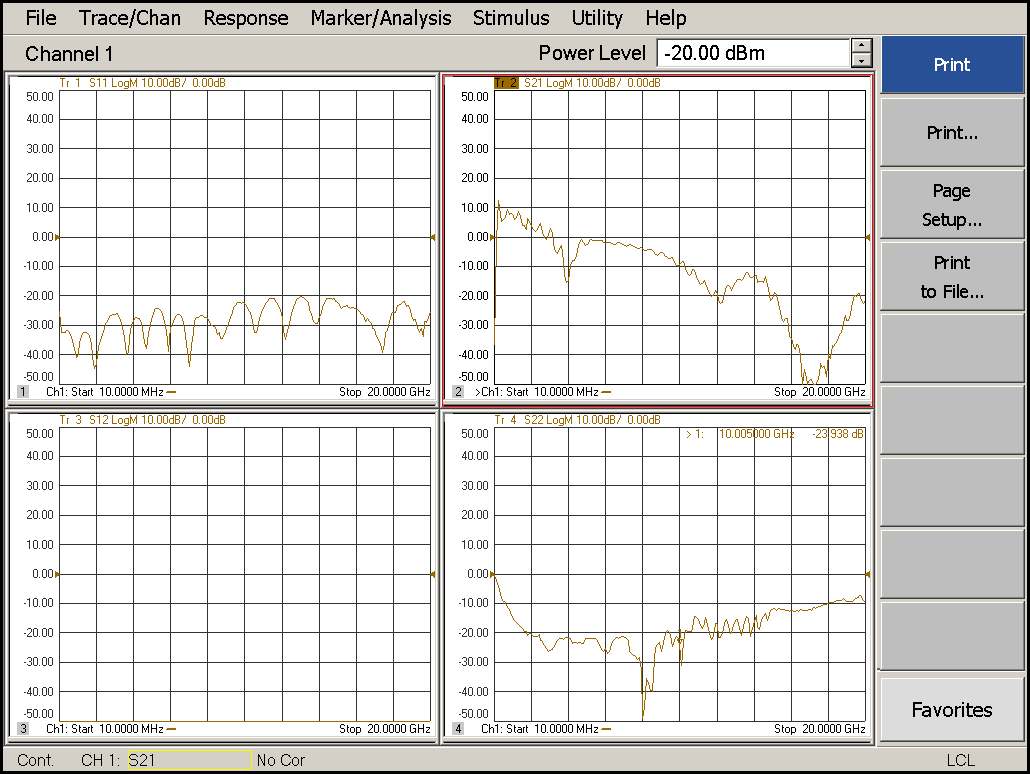 File Trace/Chan Response Marker/Analysis Stimulus Utility Help
Channel 1 Power Level -20.00 dBm
Print
Print...
Page
Setup...
Print
to File...
Favorites
Tr 1 S11 LogM 10.00dB/ 0.00dB
50.00
40.00
30.00
20.00
10.00
0.00
-10.00
-20.00
-30.00
-40.00
-50.00
1 Ch1: Start 10.0000 MHz Stop 20.0000 GHz
Tr 2 S21 LogM 10.00dB/ 0.00dB
50.00
40.00
30.00
20.00
10.00
0.00
-10.00
-20.00
-30.00
-40.00
-50.00
2 >Ch1: Start 10.0000 MHz Stop 20.0000 GHz
Tr 3 S12 LogM 10.00dB/ 0.00dB
50.00
40.00
30.00
20.00
10.00
0.00
-10.00
-20.00
-30.00
-40.00
-50.00
3 Ch1: Start 10.0000 MHz Stop 20.0000 GHz
Tr 4 S22 LogM 10.00dB/ 0.00dB
> 1: 10.005000 GHz -23.938 dB
50.00
40.00
30.00
20.00
10.00
0.00
-10.00
-20.00
-30.00
-40.00
-50.00
4 Ch1: Start 10.0000 MHz Stop 20.0000 GHz
Cont. CH 1: S21 No Cor LCL